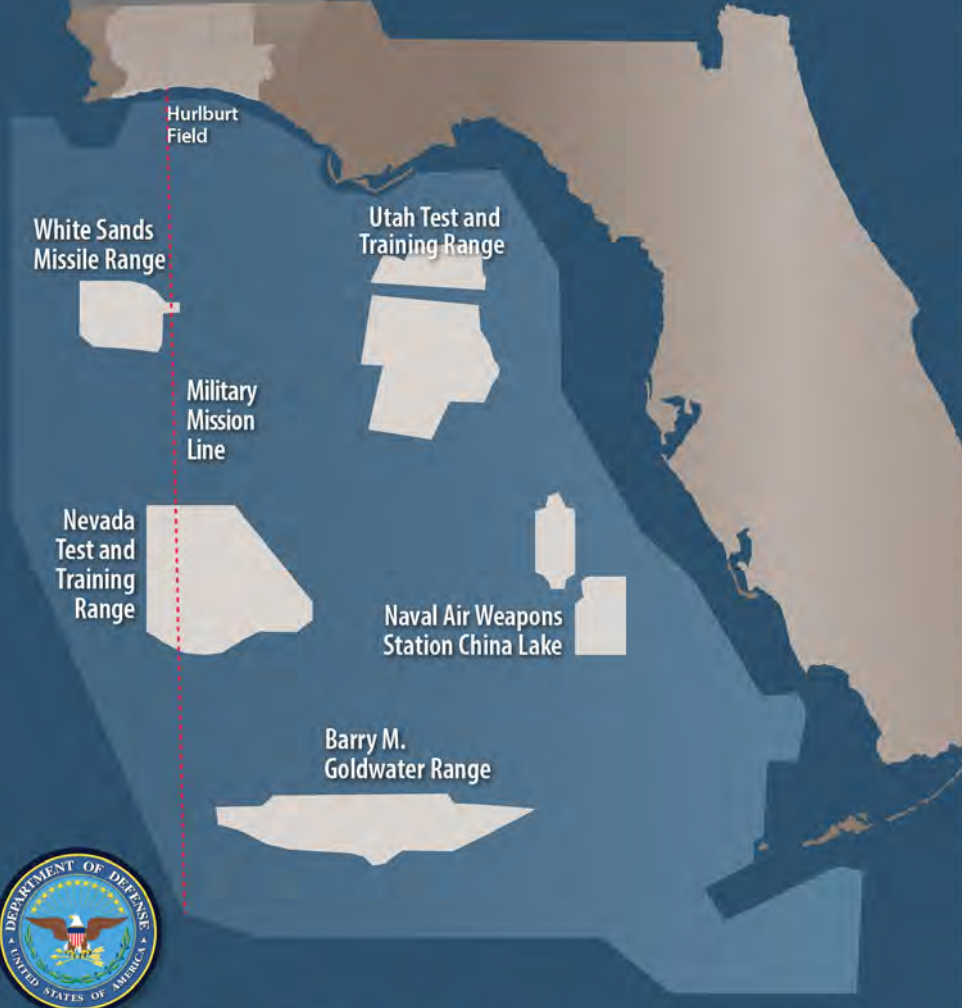 Hurlburt
Field
White Sands
Missile Range
Utah Test and
Training Range
Military
Mission
Line
Nevada
Test and
Training
Range
Naval Air Weapons
Station China Lake
Barry M.
Goldwater Range
DEPARTMENT OF DEFENSE
UNITED STATES OF AMERICA